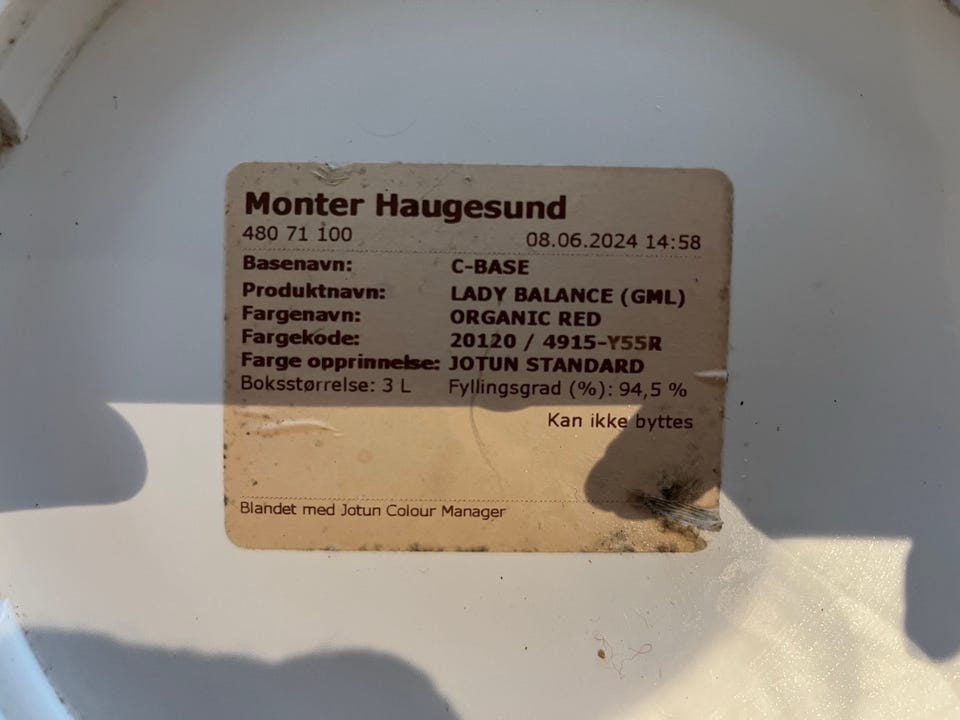 Monter Haugesund
480 71 100 08.06.2024 14:58
Basenavn: C-BASE
Produktnavn: LADY BALANCE (GML)
Fargenavn: ORGANIC RED
Fargekode: 20120 / 4915-Y55R
Farge opprinnelse: JOTUN STANDARD
Boksstørrelse: 3 L Fyllingsgrad (%): 94,5 %
Kan ikke byttes
Blandet med Jotun Colour Manager